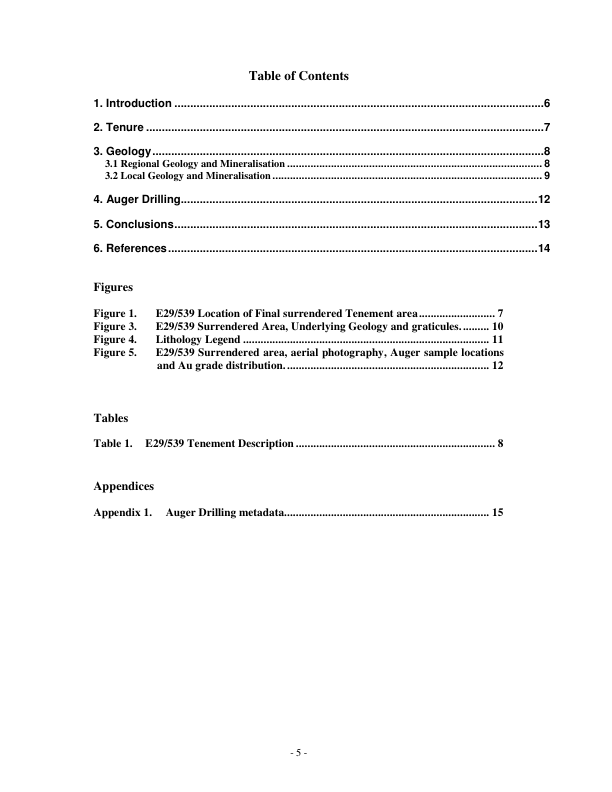 Table of Contents
1. Introduction ..........................................................................................................................6
2. Tenure ...................................................................................................................................7
3. Geology .................................................................................................................................8
3.1 Regional Geology and Mineralisation ...................................................................................... 8
3.2 Local Geology and Mineralisation ........................................................................................... 9
4. Auger Drilling......................................................................................................................12
5. Conclusions........................................................................................................................13
6. References..........................................................................................................................14
Figures
Figure 1. E29/539 Location of Final surrendered Tenement area.......................... 7
Figure 3. E29/539 Surrendered Area, Underlying Geology and graticules. ......... 10
Figure 4. Lithology Legend .................................................................................... 11
Figure 5. E29/539 Surrendered area, aerial photography, Auger sample locations
and Au grade distribution. ..................................................................... 12
Tables
Table 1. E29/539 Tenement Description .................................................................... 8
Appendices
Appendix 1. Auger Drilling metadata..................................................................... 15
- 5 -